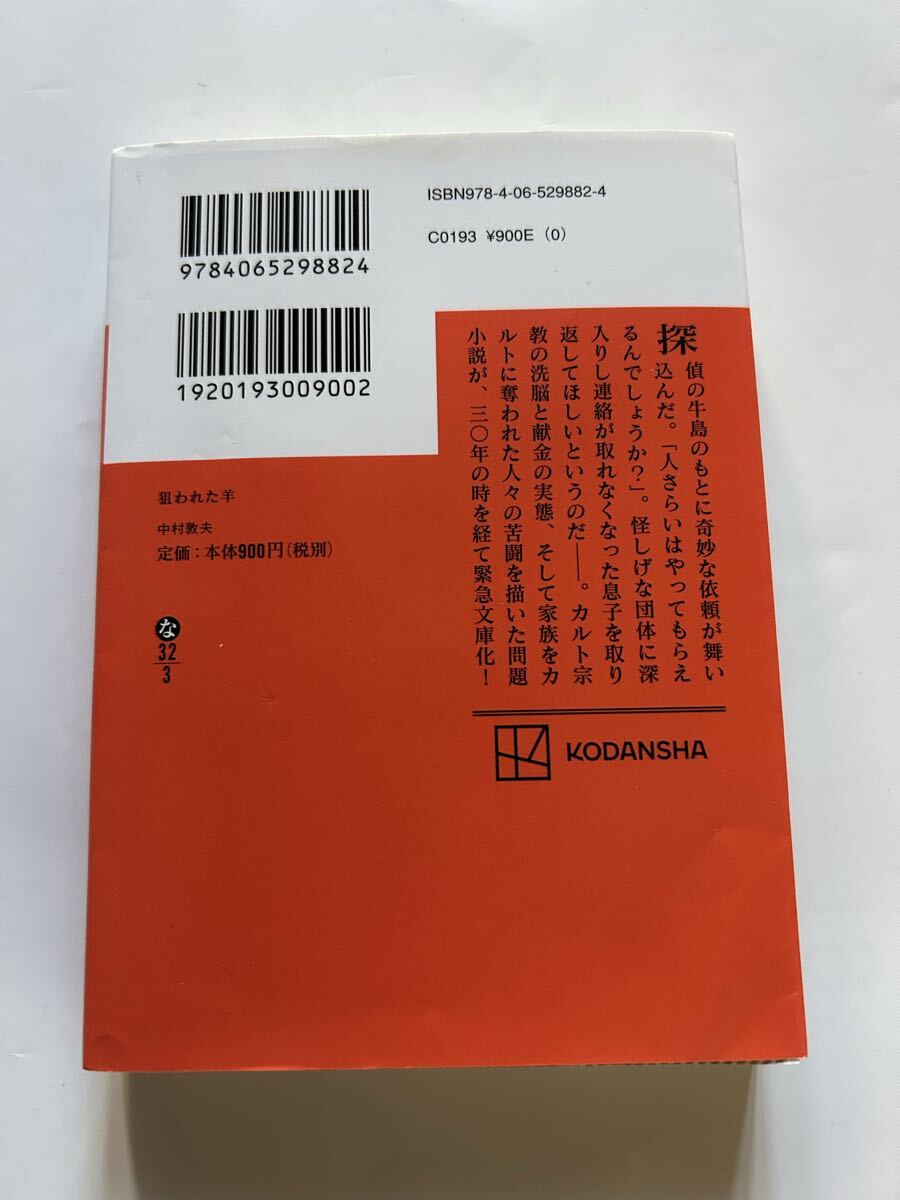 ISBN978-4-06-529882-4
C0193 ¥900E (0)
9784065298824
1920193009002
探偵の牛島のもとに奇妙な依頼が舞い
込んだ。「人さらいはやってもらえ
るんでしょうか?」。怪しげな団体に深
入りし連絡が取れなくなった息子を取り
返してほしいというのだ――。カルト宗
教の洗脳と献金の実態、そして家族をカ
ルトに奪われた人々の苦闘を描いた問題
小説が、三〇年の時を経て緊急文庫化!
狙われた羊
中村敦夫
定価:本体900円(税別)
な
32
3
KODANSHA